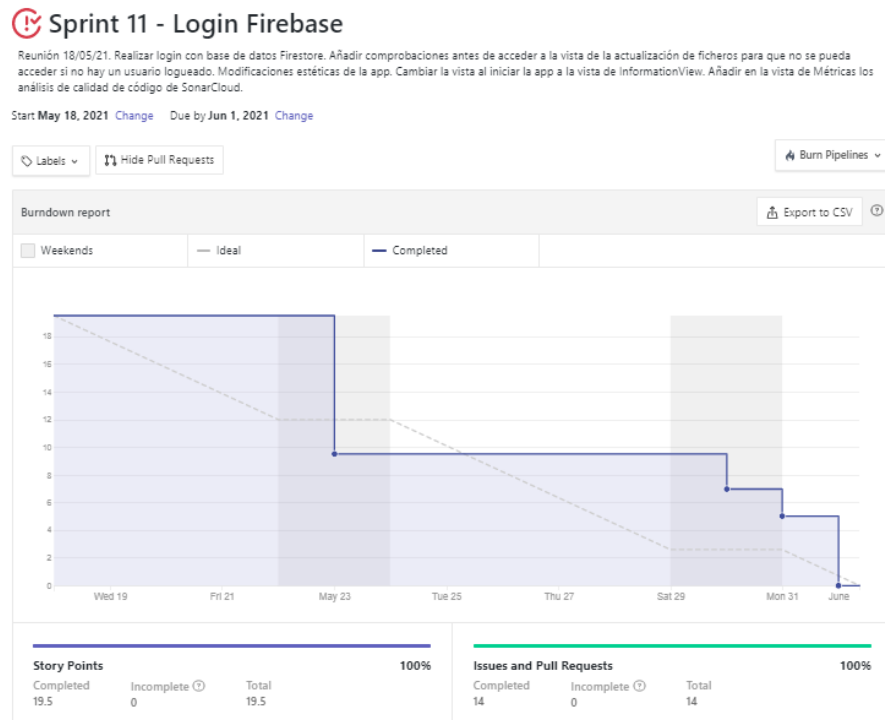 Sprint 11 - Login Firebase
Reunión 18/05/21. Realizar login con base de datos Firestore. Añadir comprobaciones antes de acceder a la vista de la actualización de ficheros para que no se pueda
acceder si no hay un usuario logueado. Modificaciones estéticas de la app. Cambiar la vista al iniciar la app a la vista de InformationView. Añadir en la vista de Métricas los
análisis de calidad de código de SonarCloud.
Start May 18, 2021 Change Due by Jun 1, 2021 Change
Labels Hide Pull Requests Burn Pipelines
Burndown report Export to CSV
Weekends Ideal Completed
18
16
14
12
10
8
6
4
2
0
Wed 19 Fri 21 May 23 Tue 25 Thu 27 Sat 29 Mon 31 June
Story Points 100% Issues and Pull Requests 100%
Completed Incomplete Total Completed Incomplete Total
19.5 0 19.5 14 0 14